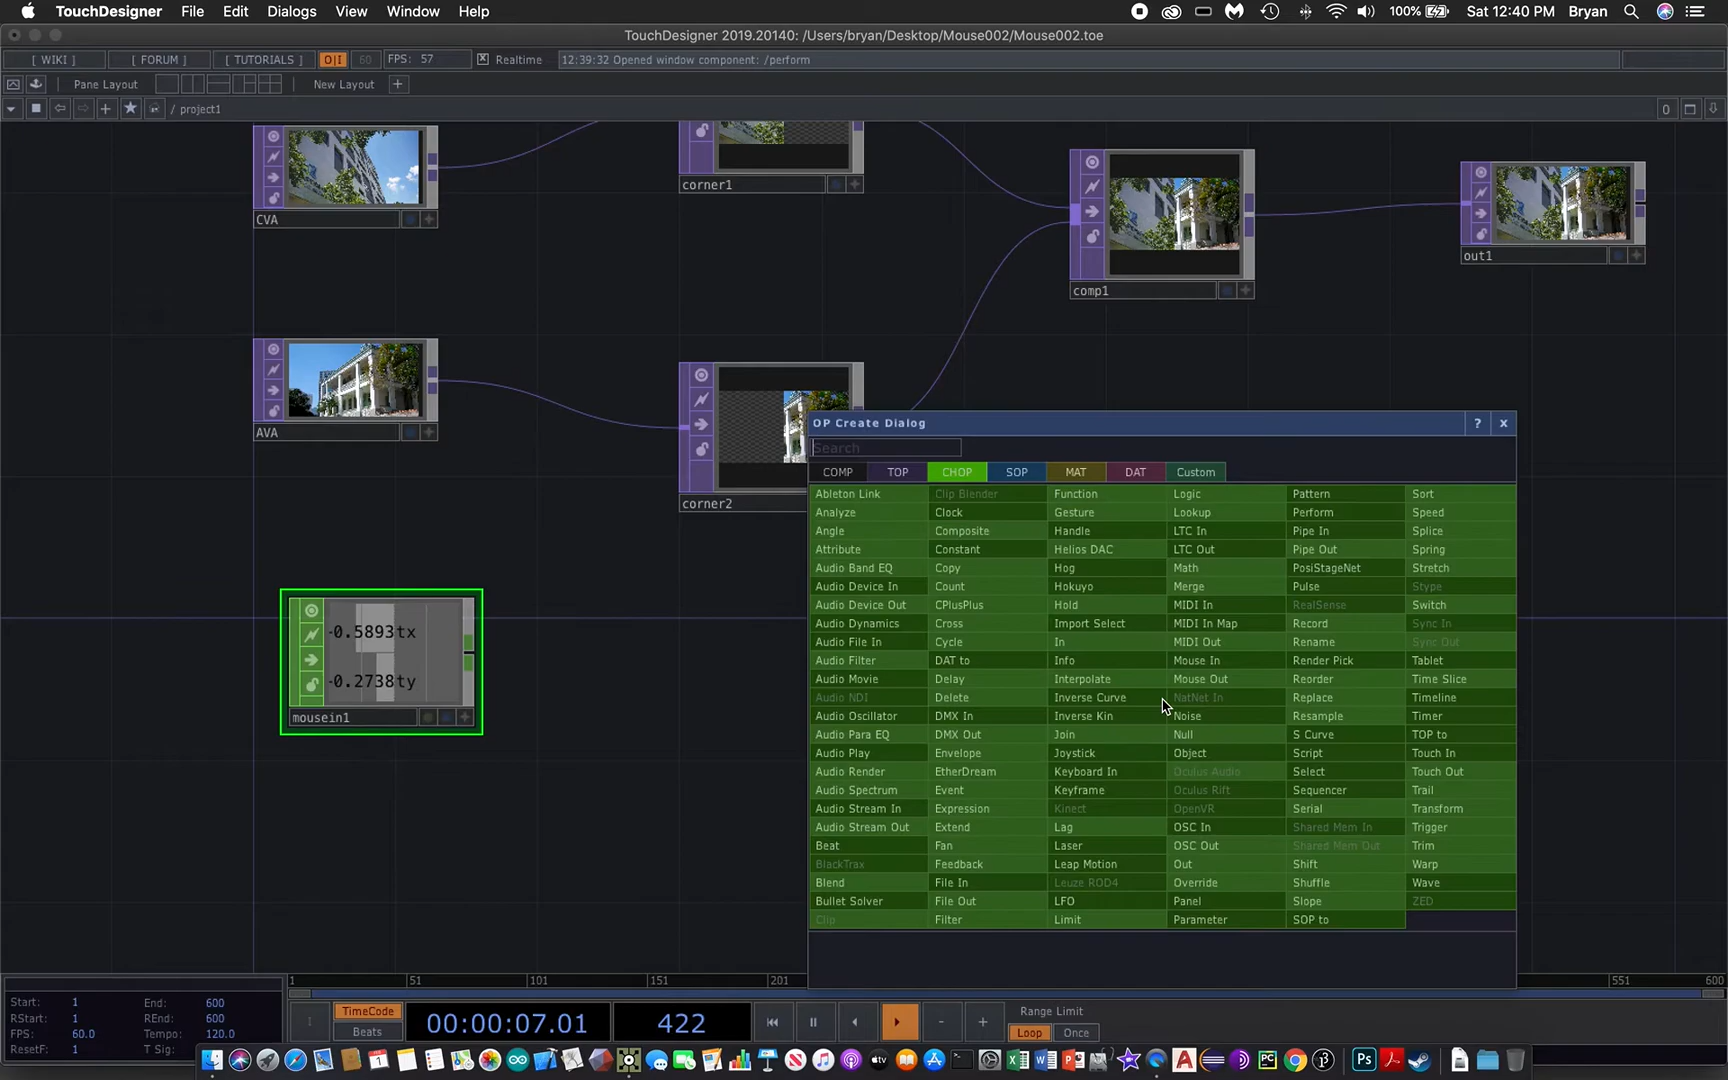 TouchDesigner File Edit Dialogs View Window Help 100% Sat 12:40 PM Bryan
TouchDesigner 2019.20140: /Users/bryan/Desktop/Mouse002/Mouse002.toe
[ WIKI ] [ FORUM ] [ TUTORIALS ] O|I 60 FPS: 57 Realtime 12:39:32 Opened window component: /perform
Pane Layout New Layout +
/ project1 0
CVA
corner1
comp1
out1
AVA
corner2
-0.5893tx
-0.2738ty
mousein1
OP Create Dialog ? x
Search
COMP TOP CHOP SOP MAT DAT Custom
Ableton Link Clip Blender Function Logic Pattern Sort
Analyze Clock Gesture Lookup Perform Speed
Angle Composite Handle LTC In Pipe In Splice
Attribute Constant Helios DAC LTC Out Pipe Out Spring
Audio Band EQ Copy Hog Math PosiStageNet Stretch
Audio Device In Count Hokuyo Merge Pulse Stype
Audio Device Out CPlusPlus Hold MIDI In RealSense Switch
Audio Dynamics Cross Import Select MIDI In Map Record Sync In
Audio File In Cycle In MIDI Out Rename Sync Out
Audio Filter DAT to Info Mouse In Render Pick Tablet
Audio Movie Delay Interpolate Mouse Out Reorder Time Slice
Audio NDI Delete Inverse Curve NatNet In Replace Timeline
Audio Oscillator DMX In Inverse Kin Noise Resample Timer
Audio Para EQ DMX Out Join Null S Curve TOP to
Audio Play Envelope Joystick Object Script Touch In
Audio Render EtherDream Keyboard In Oculus Audio Select Touch Out
Audio Spectrum Event Keyframe Oculus Rift Sequencer Trail
Audio Stream In Expression Kinect OpenVR Serial Transform
Audio Stream Out Extend Lag OSC In Shared Mem In Trigger
Beat Fan Laser OSC Out Shared Mem Out Trim
BlackTrax Feedback Leap Motion Out Shift Warp
Blend File In Leuze ROD4 Override Shuffle Wave
Bullet Solver File Out LFO Panel Slope ZED
Clip Filter Limit Parameter SOP to
1 51 101 151 201 551 600
Start: 1 End: 600
RStart: 1 REnd: 600
FPS: 60.0 Tempo: 120.0
ResetF: 1 T Sig:
TimeCode
Beats
00:00:07.01 422
Range Limit
Loop Once